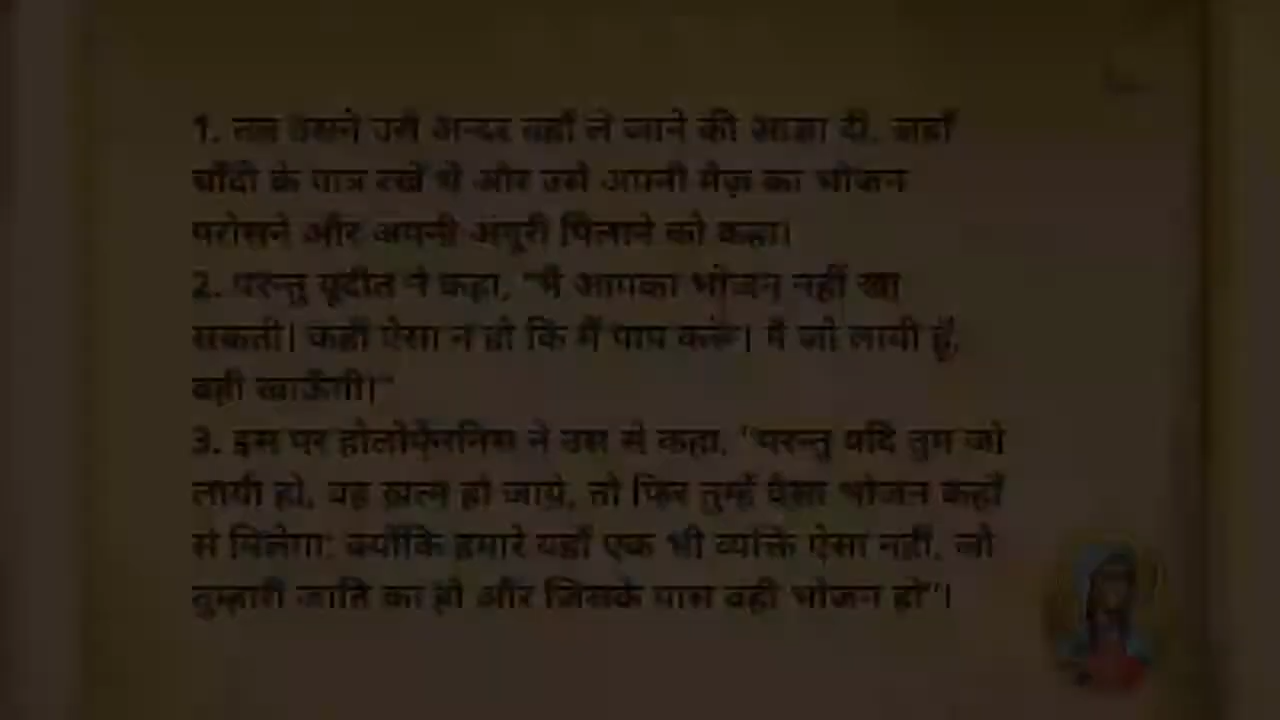 1. तब उसने उसे अन्दर वहाँ ले जाने की आज्ञा दी, जहाँ
चाँदी के पात्र रखें थे और उसे अपनी मेज़ का भोजन
परोसने और अपनी अंगूरी पिलाने को कहा।
2. परन्तु यूदीत ने कहा, "मैं आपका भोजन नहीं खा
सकती। कहीं ऐसा न हो कि मैं पाप करूँ। मैं जो लायी हूँ,
वही खाऊँगी।"
3. इस पर होलोफ़ेरनिस ने उस से कहा, "परन्तु यदि तुम जो
लायी हो, वह ख़त्म हो जाये, तो फिर तुम्हें वैसा भोजन कहाँ
से मिलेगा; क्योंकि हमारे यहाँ एक भी व्यक्ति ऐसा नहीं, जो
तुम्हारी जाति का हो और जिसके पास वही भोजन हो"।